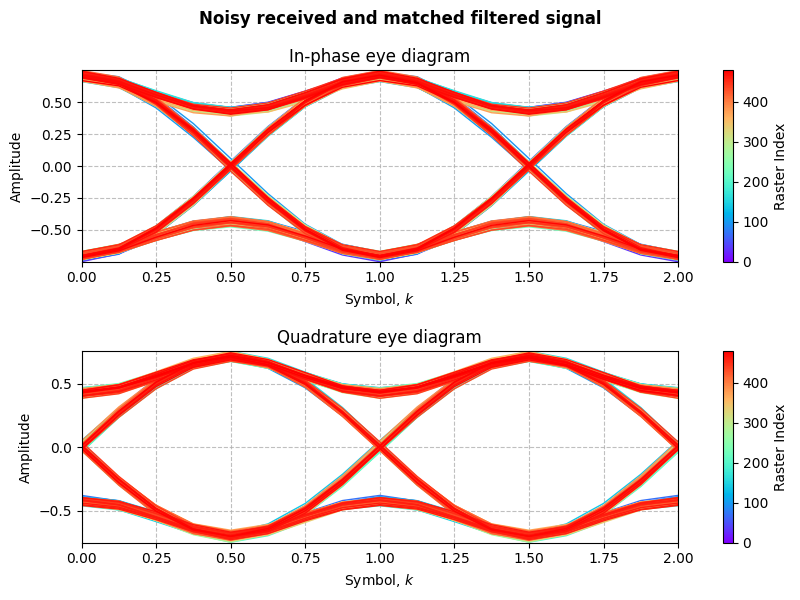 Noisy received and matched filtered signal
In-phase eye diagram
Amplitude
0.50
0.25
0.00
−0.25
−0.50
0.00 0.25 0.50 0.75 1.00 1.25 1.50 1.75 2.00
Symbol, k
400
300
200
100
0
Raster Index
Quadrature eye diagram
Amplitude
0.5
0.0
−0.5
0.00 0.25 0.50 0.75 1.00 1.25 1.50 1.75 2.00
Symbol, k
400
300
200
100
0
Raster Index